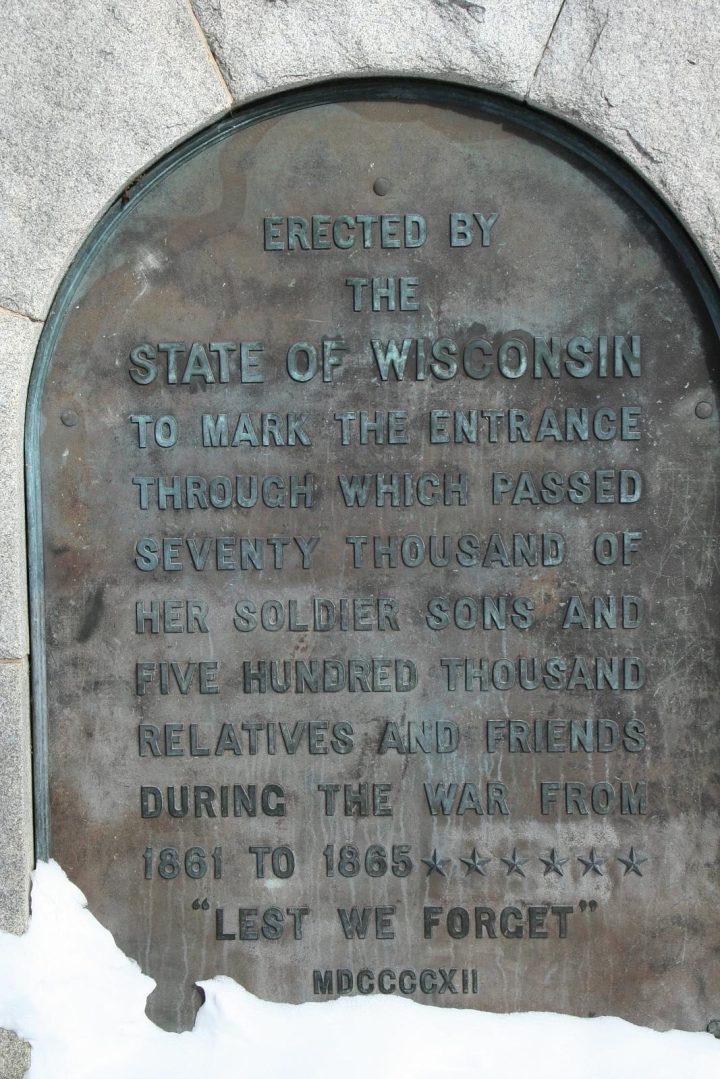 ERECTED BY
THE
STATE OF WISCONSIN
TO MARK THE ENTRANCE
THROUGH WHICH PASSED
SEVENTY THOUSAND OF
HER SOLDIER SONS AND
FIVE HUNDRED THOUSAND
RELATIVES AND FRIENDS
DURING THE WAR FROM
1861 TO 1865 ★★★★★★
"LEST WE FORGET"
MDCCCCXII